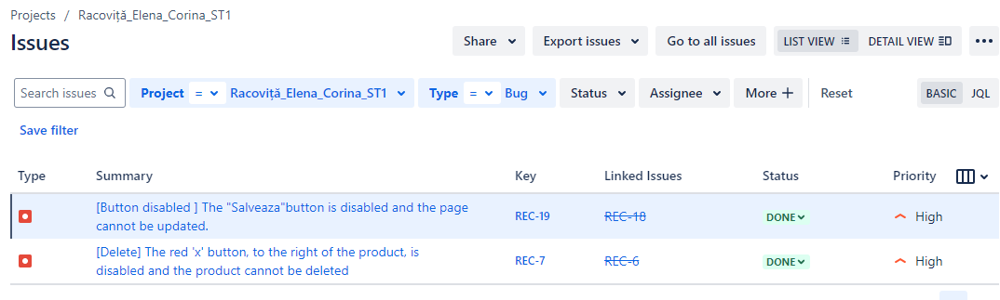 Projects / Racoviță_Elena_Corina_ST1
Issues
Share Export issues Go to all issues LIST VIEW DETAIL VIEW
Search issues Project = Racoviță_Elena_Corina_ST1 Type = Bug Status Assignee More + Reset BASIC JQL
Save filter
Type Summary Key Linked Issues Status Priority
[Button disabled ] The "Salveaza"button is disabled and the page
cannot be updated.
REC-19 REC-18 DONE High
[Delete] The red 'x' button, to the right of the product, is
disabled and the product cannot be deleted
REC-7 REC-6 DONE High